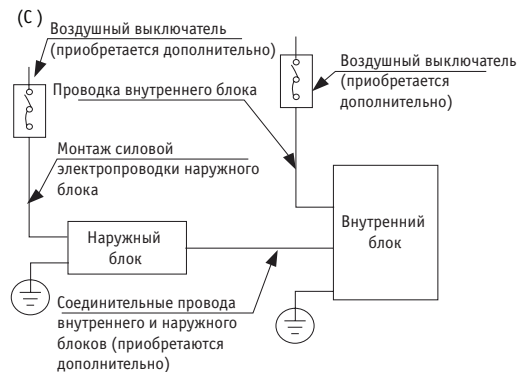 (C)
Воздушный выключатель
(приобретается дополнительно)
Воздушный выключатель
(приобретается
дополнительно)
Проводка внутреннего блока
Монтаж силовой
электропроводки наружного
блока
Наружный
блок
Внутренний
блок
Соединительные провода
внутреннего и наружного
блоков (приобретаются
дополнительно)